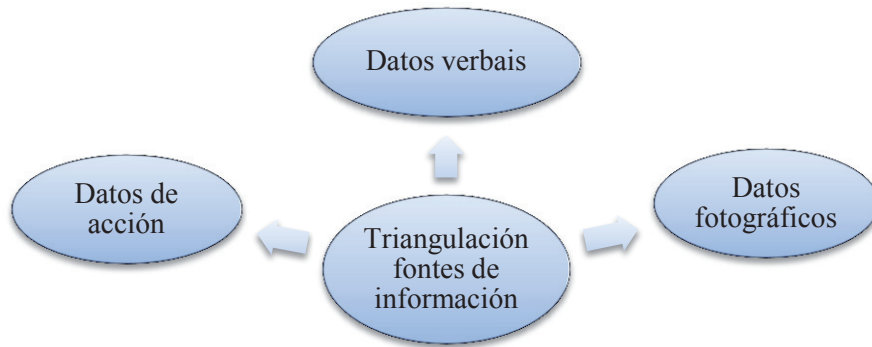 Datos verbais
Datos de
acción
Datos
fotográficos
Triangulación
fontes de
información